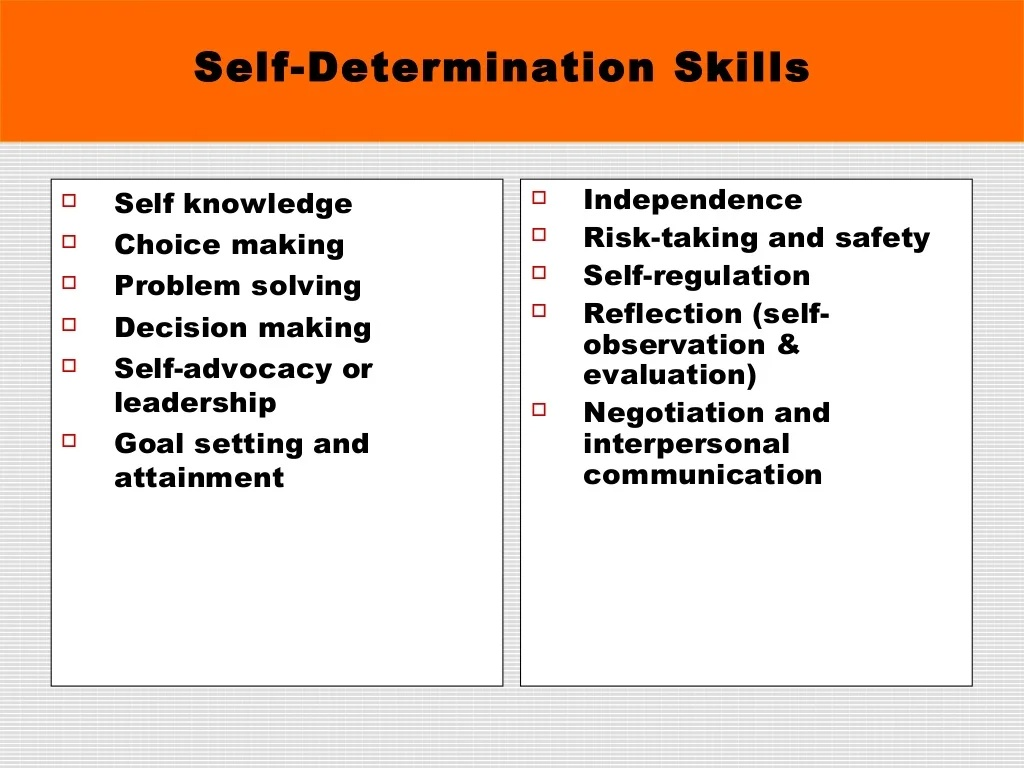 Self-Determination Skills
Self knowledge
Choice making
Problem solving
Decision making
Self-advocacy or
leadership
Goal setting and
attainment
Independence
Risk-taking and safety
Self-regulation
Reflection (self-
observation &
evaluation)
Negotiation and
interpersonal
communication